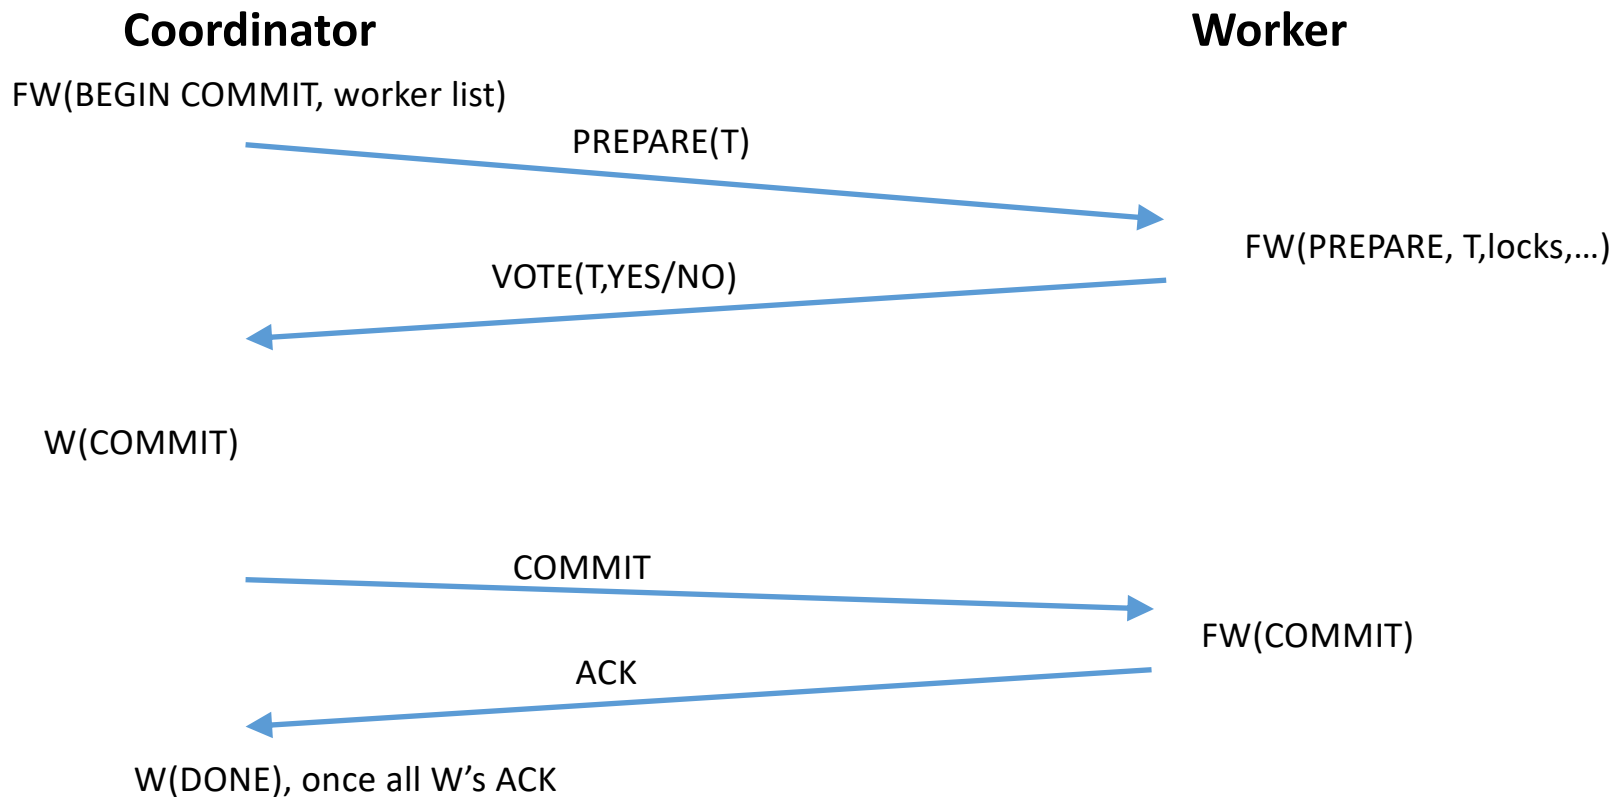 Coordinator
Worker
FW(BEGIN COMMIT, worker list)
PREPARE(T)
FW(PREPARE, T,locks,…)
VOTE(T,YES/NO)
W(COMMIT)
COMMIT
FW(COMMIT)
ACK
W(DONE), once all W’s ACK